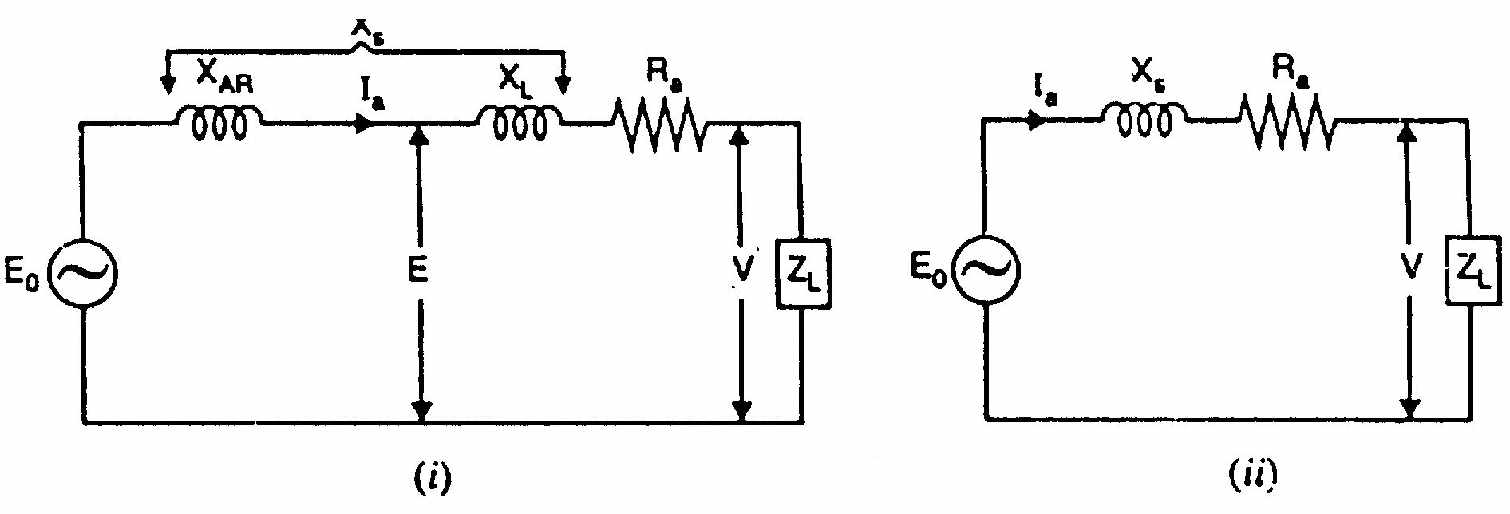 Xs
XAR
Ia
XL
Ra
E0
E
V
ZL
(i)
Ia
Xs
Ra
E0
V
ZL
(ii)